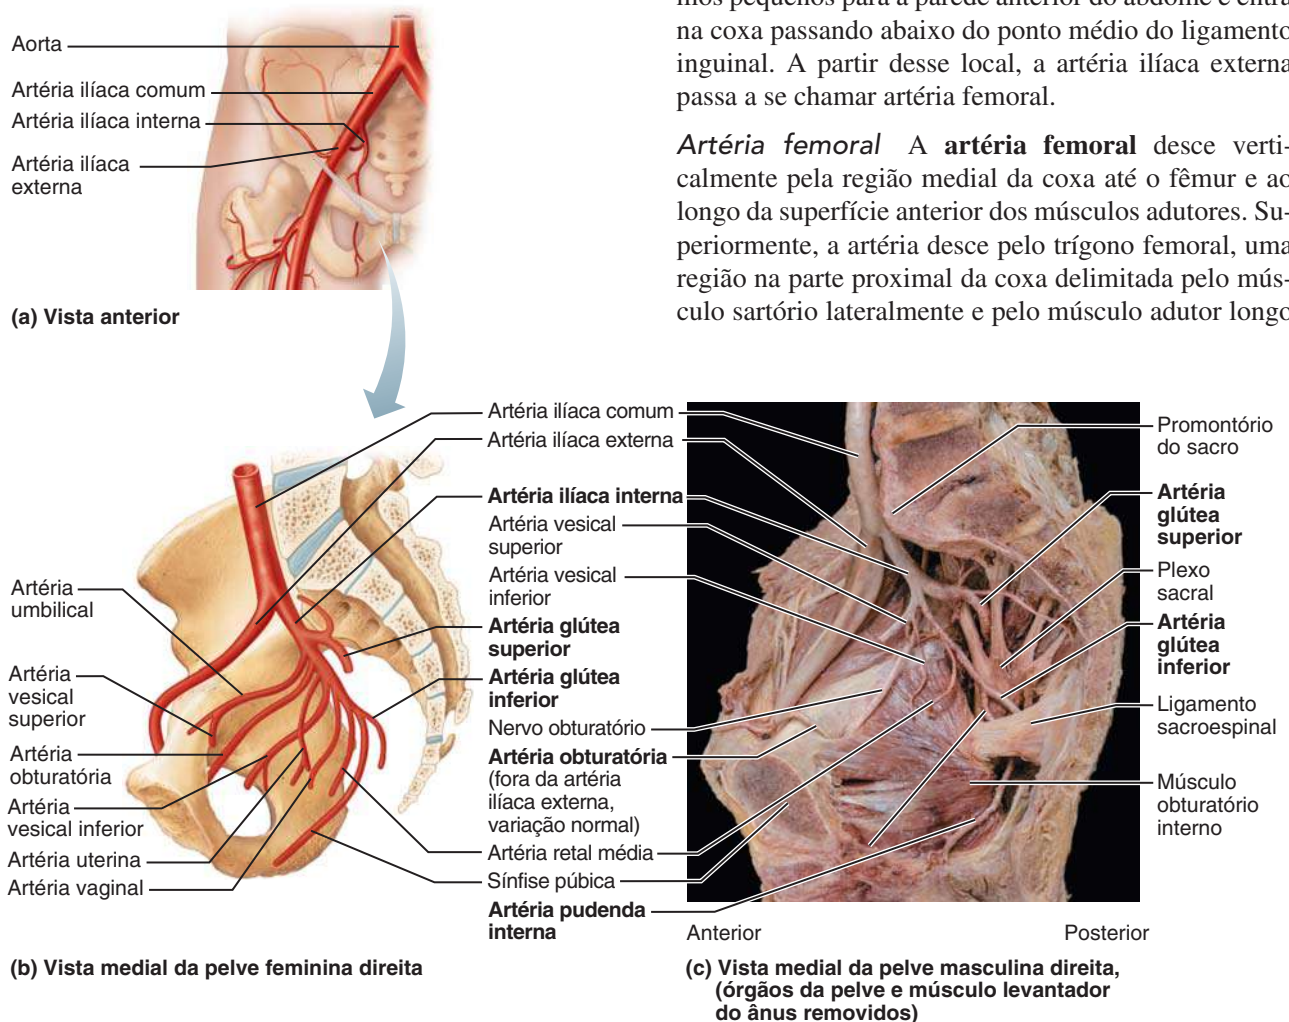 mos pequenos para a parede anterior do abdome e entra
na coxa passando abaixo do ponto médio do ligamento
inguinal. A partir desse local, a artéria ilíaca externa
passa a se chamar artéria femoral.
Artéria femoral A artéria femoral desce verti-
calmente pela região medial da coxa até o fêmur e ao
longo da superfície anterior dos músculos adutores. Su-
periormente, a artéria desce pelo trígono femoral, uma
região na parte proximal da coxa delimitada pelo mús-
culo sartório lateralmente e pelo músculo adutor longo
Aorta
Artéria ilíaca comum
Artéria ilíaca interna
Artéria ilíaca
externa
(a) Vista anterior
Artéria
umbilical
Artéria
vesical
superior
Artéria
obturatória
Artéria
vesical inferior
Artéria uterina
Artéria vaginal
Artéria ilíaca comum
Artéria ilíaca externa
Artéria ilíaca interna
Artéria vesical
superior
Artéria vesical
inferior
Artéria glútea
superior
Artéria glútea
inferior
Nervo obturatório
Artéria obturatória
(fora da artéria
ilíaca externa,
variação normal)
Artéria retal média
Sínfise púbica
Artéria pudenda
interna
Promontório
do sacro
Artéria
glútea
superior
Plexo
sacral
Artéria
glútea
inferior
Ligamento
sacroespinal
Músculo
obturatório
interno
Anterior
Posterior
(b) Vista medial da pelve feminina direita
(c) Vista medial da pelve masculina direita,
(órgãos da pelve e músculo levantador
do ânus removidos)